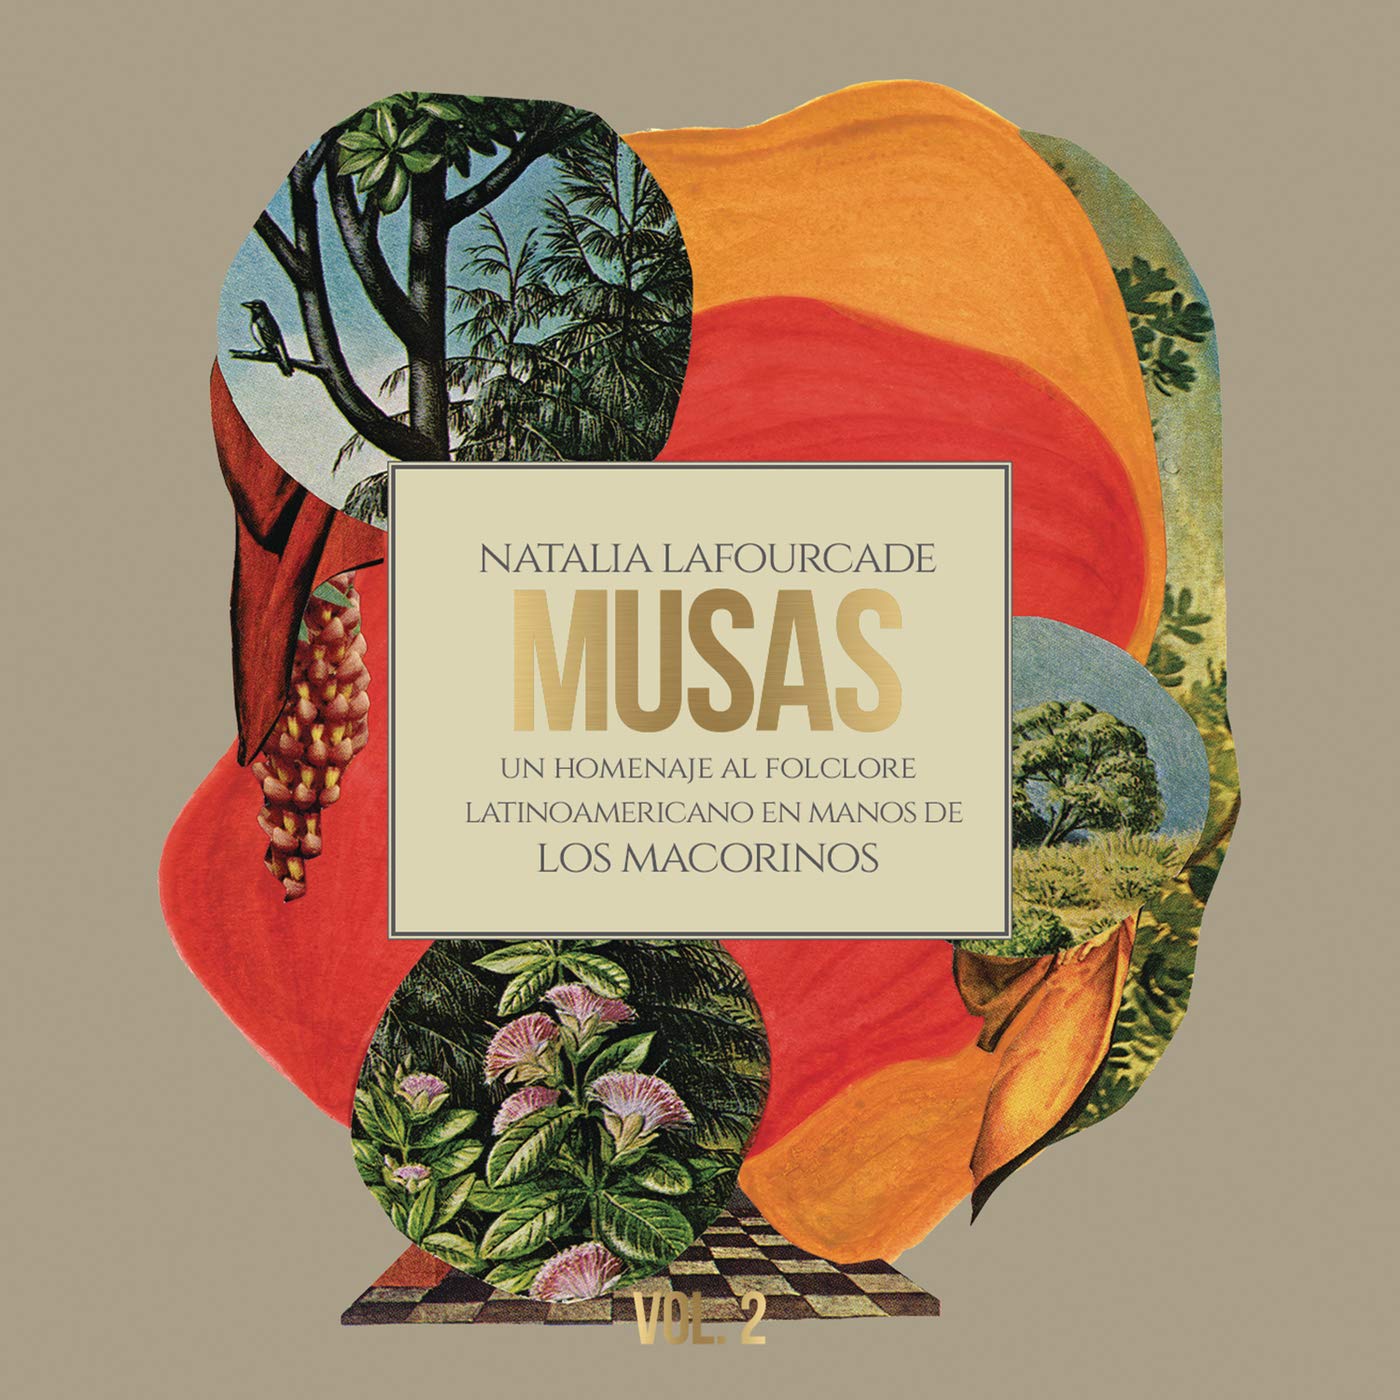 NATALIA LAFOURCADE
MUSAS
UN HOMENAJE AL FOLCLORE
LATINOAMERICANO EN MANOS DE
LOS MACORINOS
VOL. 2